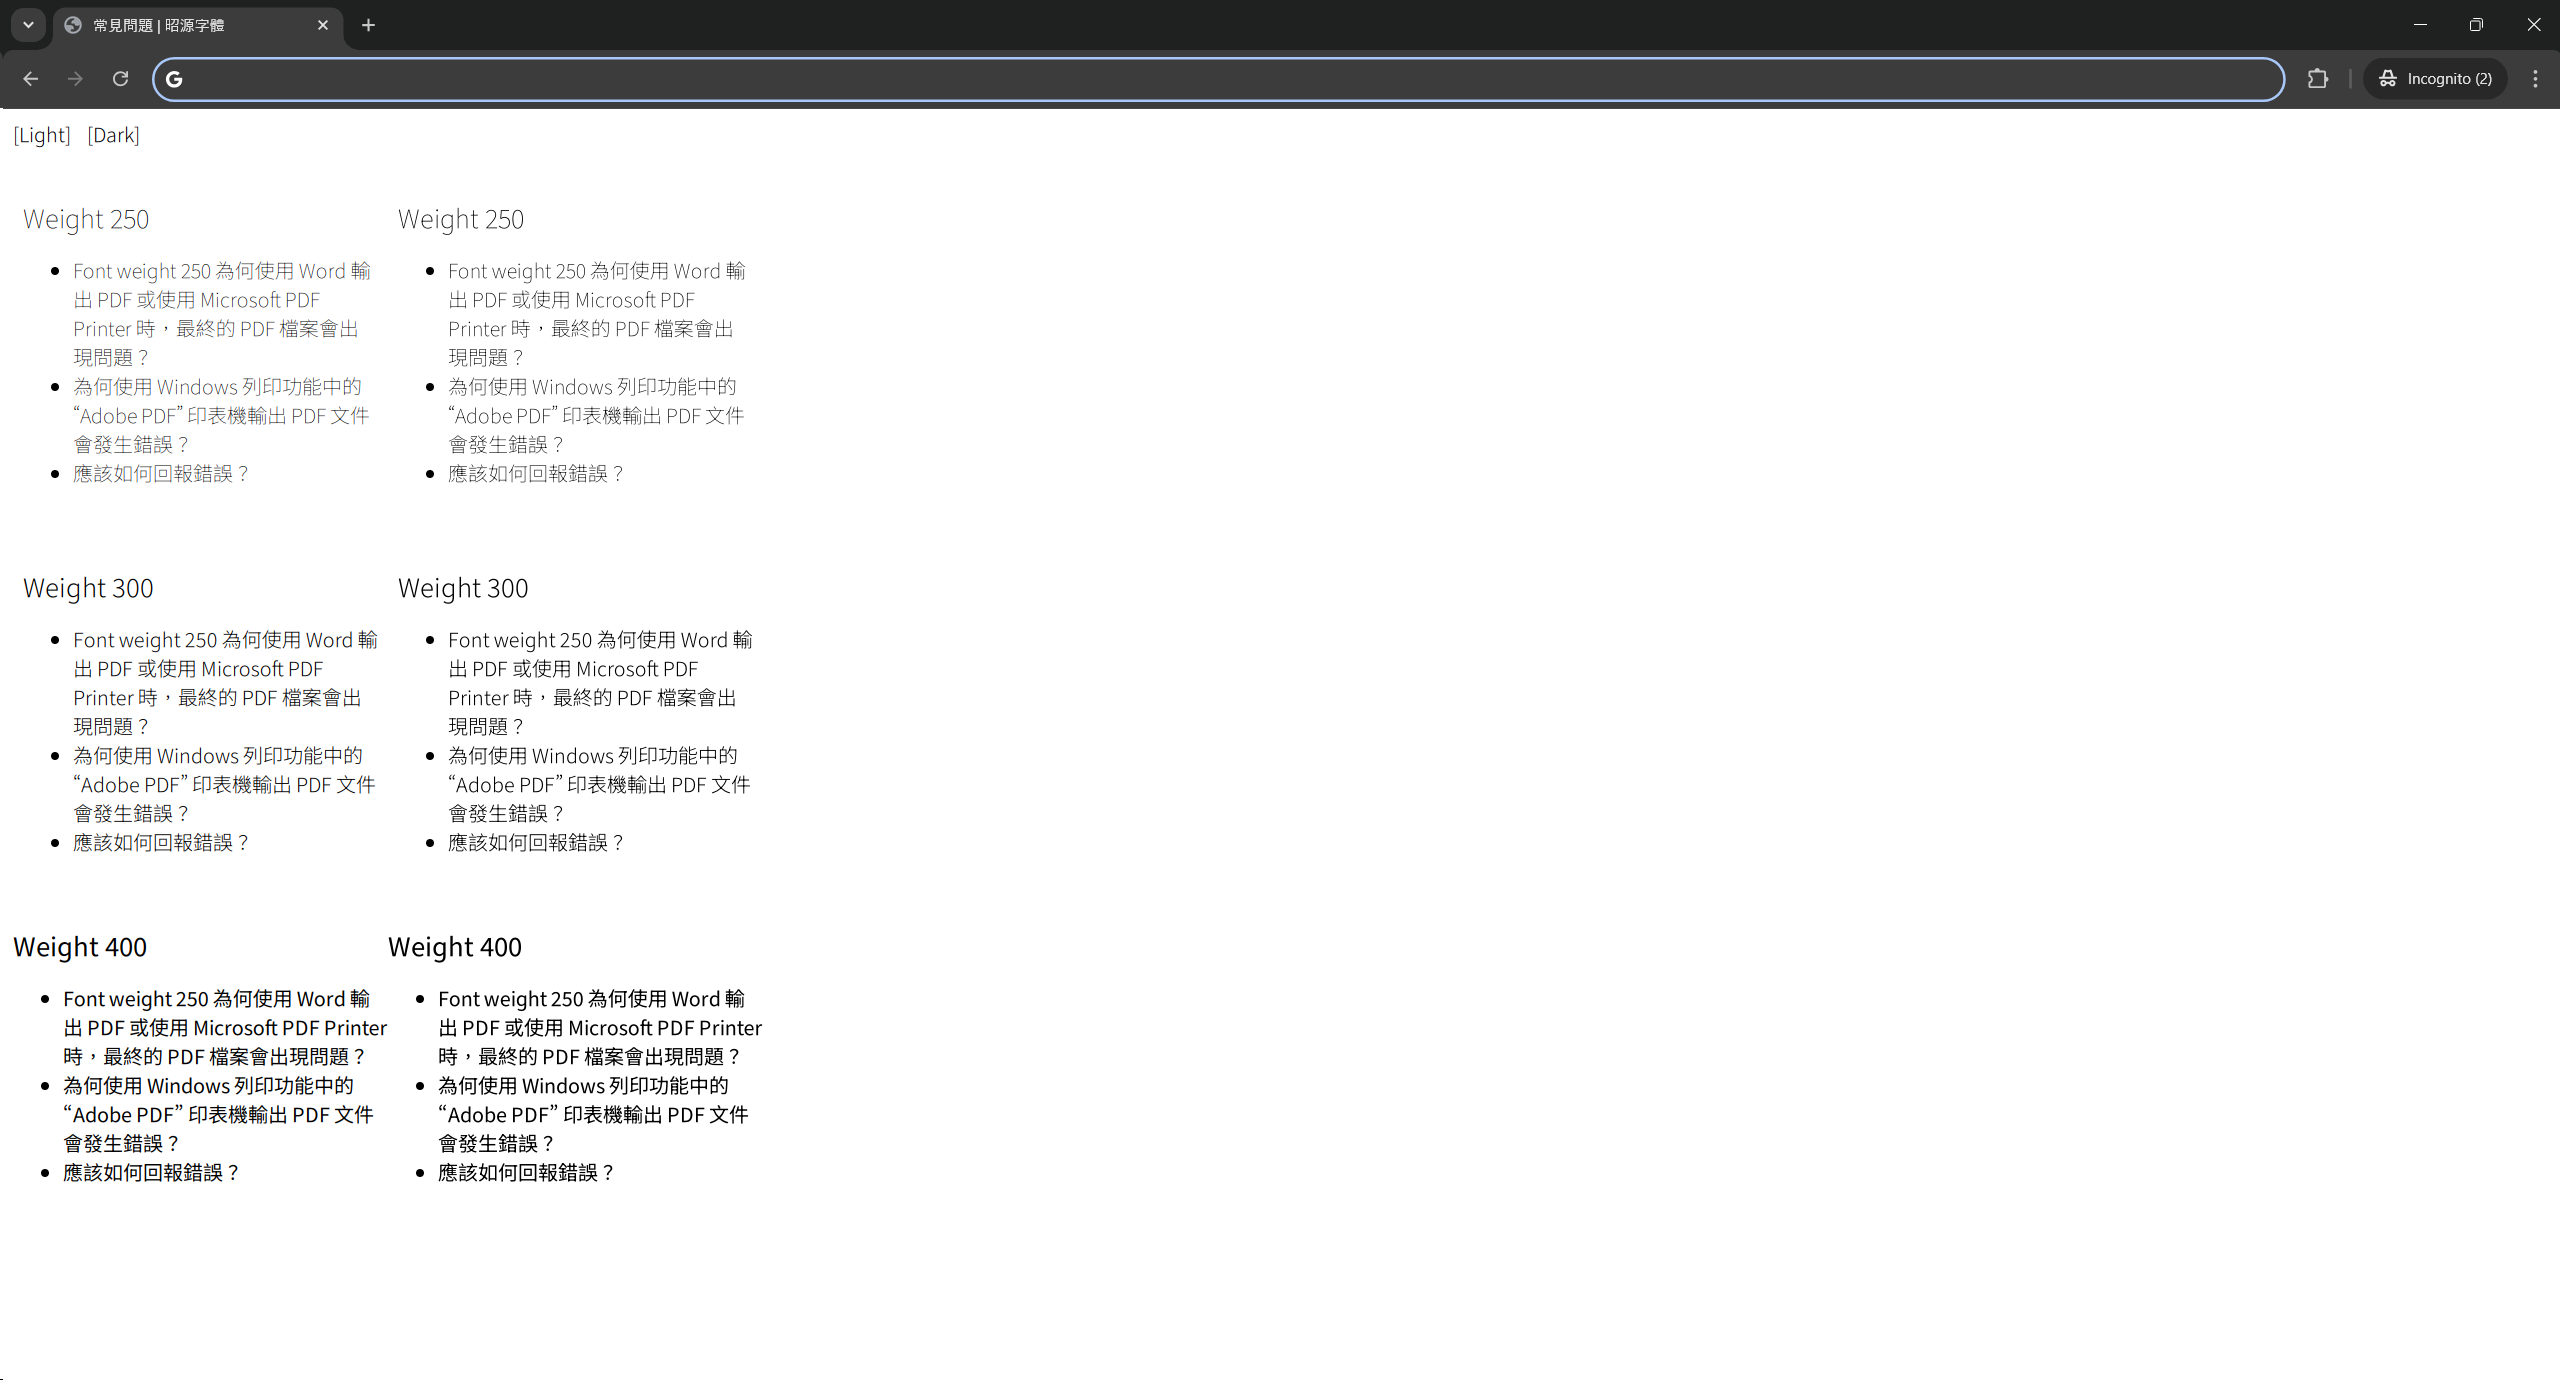 常見問題 | 昭源字體
Incognito (2)
[Light] [Dark]
Weight 250
Font weight 250 為何使用 Word 輸
出 PDF 或使用 Microsoft PDF
Printer 時，最終的 PDF 檔案會出
現問題？
為何使用 Windows 列印功能中的
“Adobe PDF” 印表機輸出 PDF 文件
會發生錯誤？
應該如何回報錯誤？
Weight 250
Font weight 250 為何使用 Word 輸
出 PDF 或使用 Microsoft PDF
Printer 時，最終的 PDF 檔案會出
現問題？
為何使用 Windows 列印功能中的
“Adobe PDF” 印表機輸出 PDF 文件
會發生錯誤？
應該如何回報錯誤？
Weight 300
Font weight 250 為何使用 Word 輸
出 PDF 或使用 Microsoft PDF
Printer 時，最終的 PDF 檔案會出
現問題？
為何使用 Windows 列印功能中的
“Adobe PDF” 印表機輸出 PDF 文件
會發生錯誤？
應該如何回報錯誤？
Weight 300
Font weight 250 為何使用 Word 輸
出 PDF 或使用 Microsoft PDF
Printer 時，最終的 PDF 檔案會出
現問題？
為何使用 Windows 列印功能中的
“Adobe PDF” 印表機輸出 PDF 文件
會發生錯誤？
應該如何回報錯誤？
Weight 400
Font weight 250 為何使用 Word 輸
出 PDF 或使用 Microsoft PDF Printer
時，最終的 PDF 檔案會出現問題？
為何使用 Windows 列印功能中的
“Adobe PDF” 印表機輸出 PDF 文件
會發生錯誤？
應該如何回報錯誤？
Weight 400
Font weight 250 為何使用 Word 輸
出 PDF 或使用 Microsoft PDF Printer
時，最終的 PDF 檔案會出現問題？
為何使用 Windows 列印功能中的
“Adobe PDF” 印表機輸出 PDF 文件
會發生錯誤？
應該如何回報錯誤？